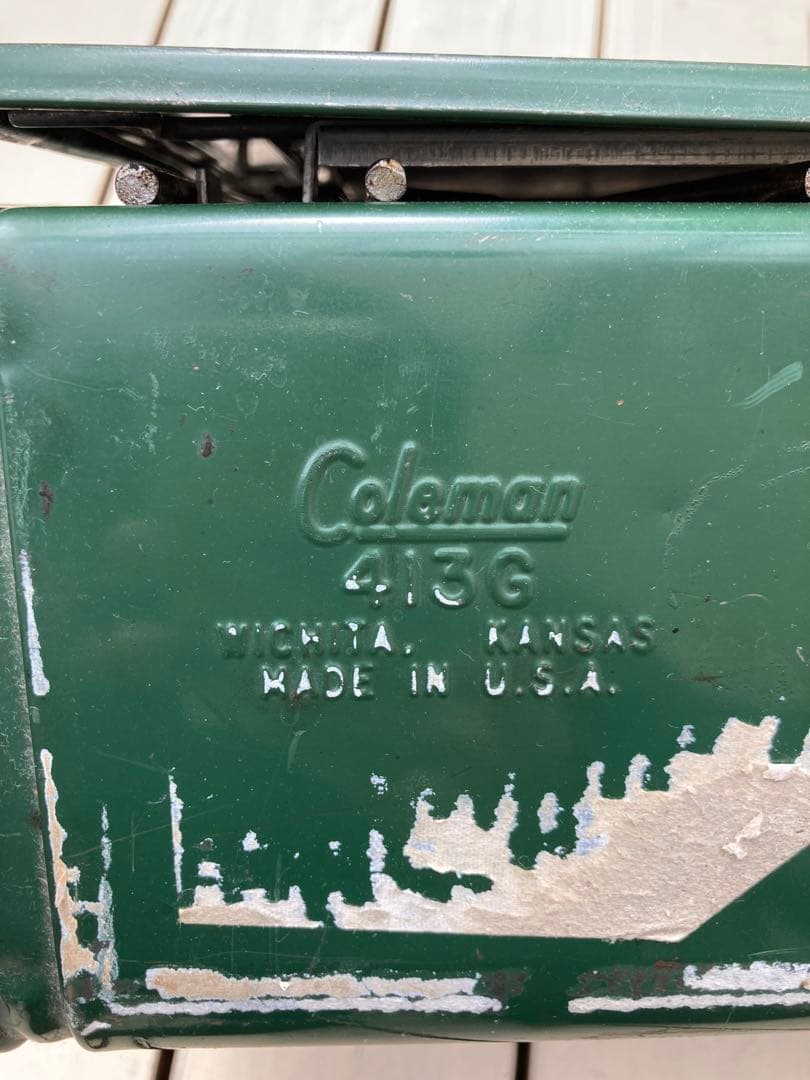 Coleman
413G
WICHITA, KANSAS
MADE IN U.S.A.